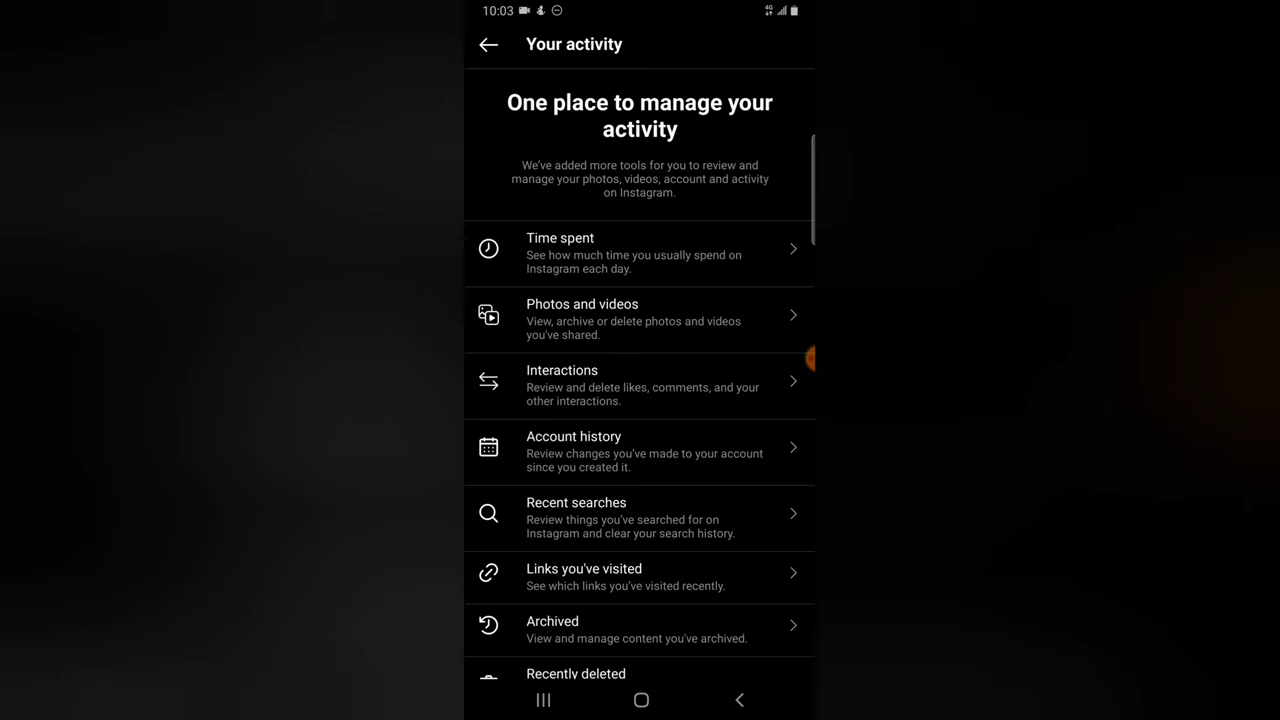 10:03
4G
Your activity
One place to manage your
activity
We've added more tools for you to review and
manage your photos, videos, account and activity
on Instagram.
Time spent
See how much time you usually spend on
Instagram each day.
Photos and videos
View, archive or delete photos and videos
you've shared.
Interactions
Review and delete likes, comments, and your
other interactions.
Account history
Review changes you've made to your account
since you created it.
Recent searches
Review things you've searched for on
Instagram and clear your search history.
Links you've visited
See which links you've visited recently.
Archived
View and manage content you've archived.
Recently deleted